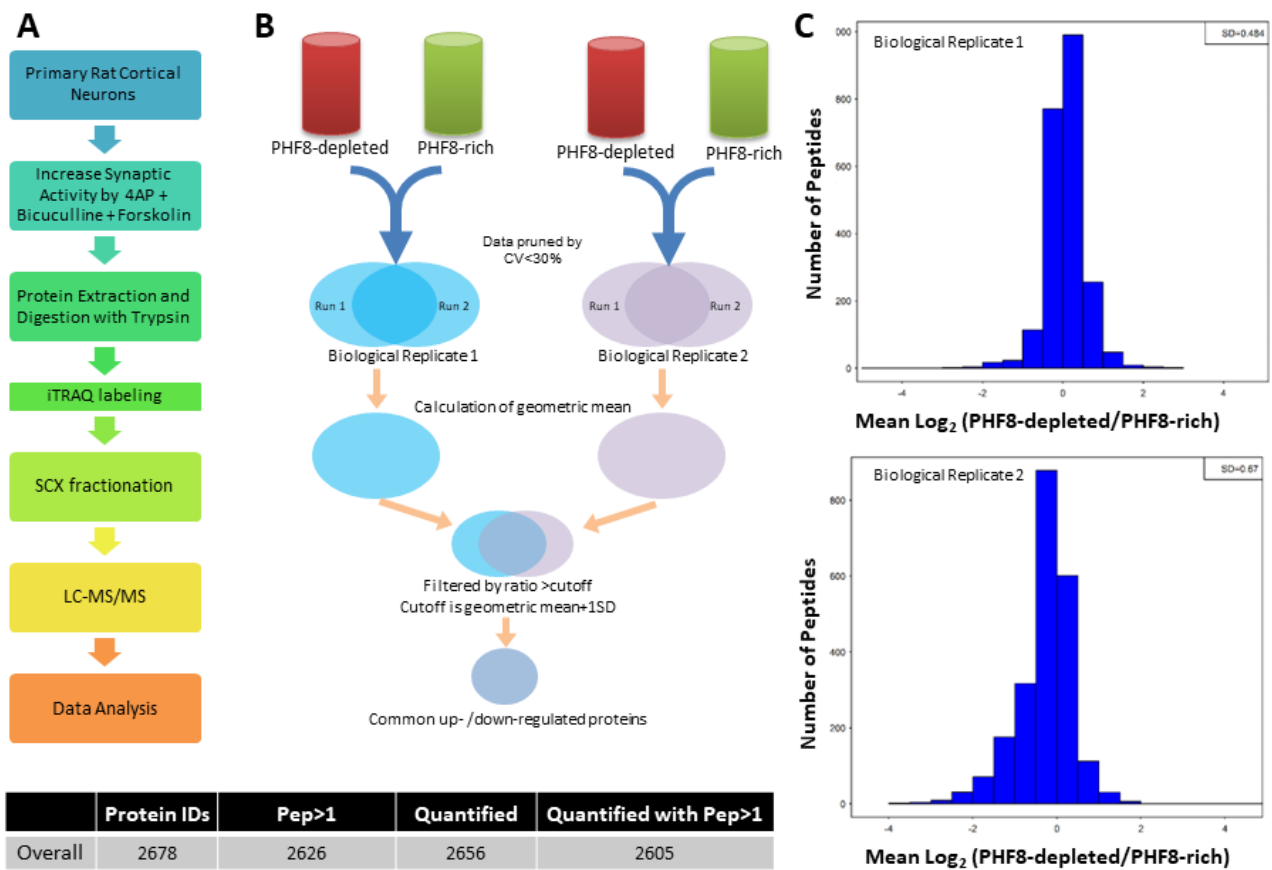 A
Primary Rat Cortical
Neurons
Increase Synaptic
Activity by 4AP +
Bicuculline + Forskolin
Protein Extraction and
Digestion with Trypsin
iTRAQ labeling
SCX fractionation
LC-MS/MS
Data Analysis
B
PHF8-depleted
PHF8-rich
PHF8-depleted
PHF8-rich
Data pruned by
CV<30%
Run 1
Run 2
Run 1
Run 2
Biological Replicate 1
Biological Replicate 2
Calculation of geometric mean
Filtered by ratio >cutoff
Cutoff is geometric mean+1SD
Common up- /down-regulated proteins
C
Biological Replicate 1
SD=0.484
Number of Peptides
000
800
600
400
200
0
-4 -2 0 2 4
Mean Log2 (PHF8-depleted/PHF8-rich)
Biological Replicate 2
SD=0.67
Number of Peptides
800
600
400
200
0
-4 -2 0 2 4
Mean Log2 (PHF8-depleted/PHF8-rich)
Protein IDs Pep>1 Quantified Quantified with Pep>1
Overall 2678 2626 2656 2605